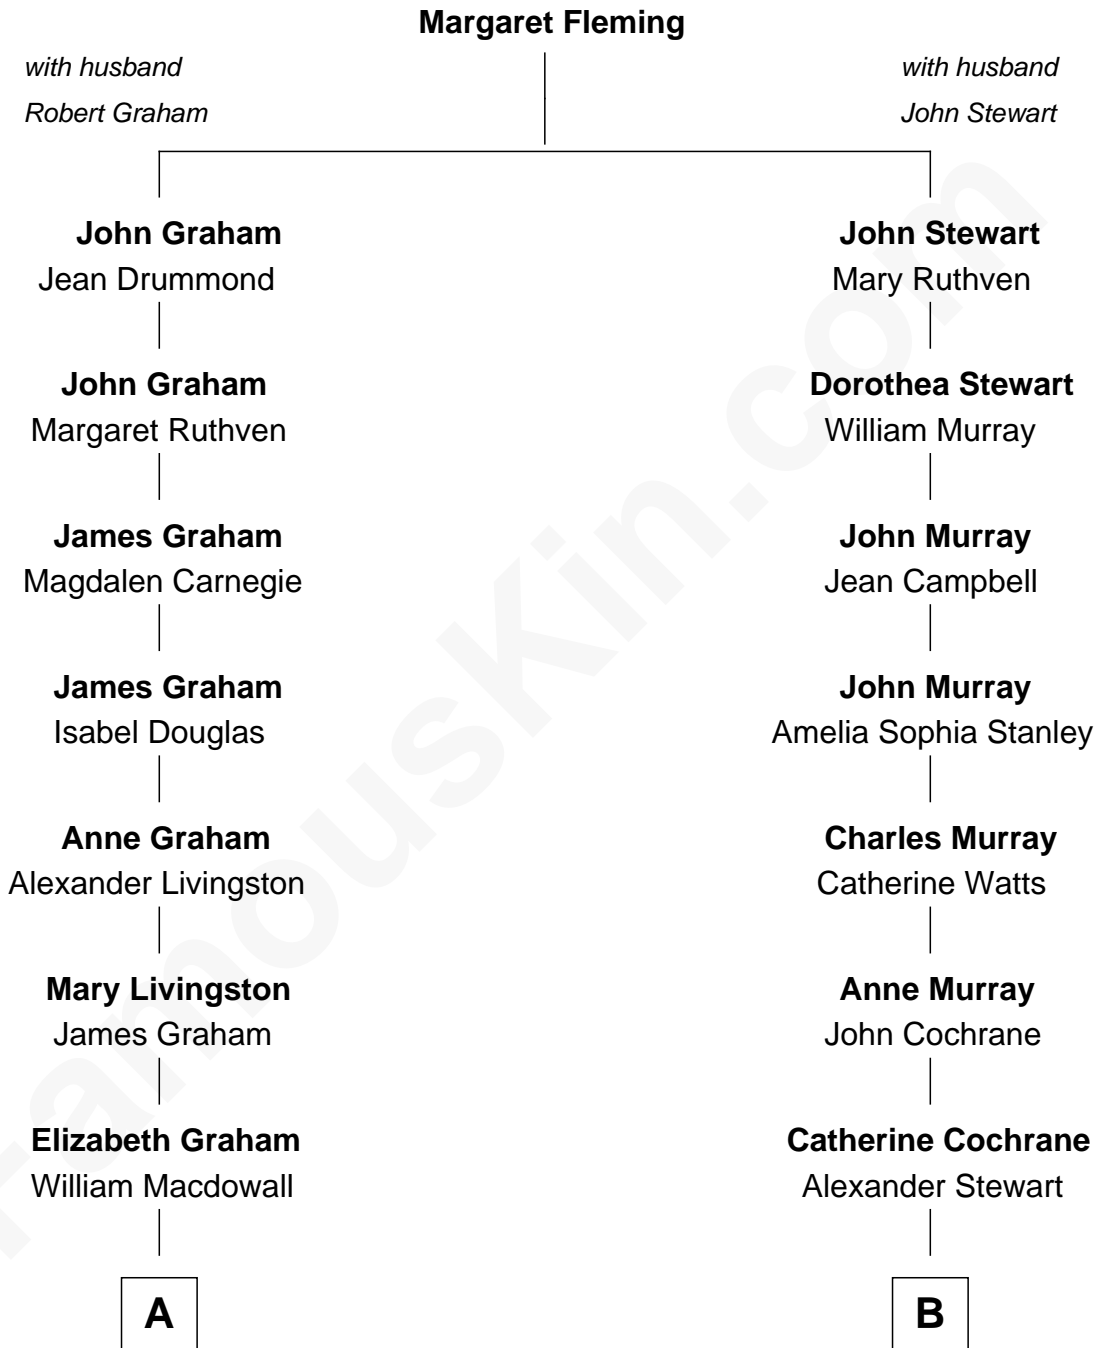 Margaret Fleming
with husband
Robert Graham
with husband
John Stewart
John Graham
Jean Drummond
John Stewart
Mary Ruthven
John Graham
Margaret Ruthven
Dorothea Stewart
William Murray
James Graham
Magdalen Carnegie
John Murray
Jean Campbell
James Graham
Isabel Douglas
John Murray
Amelia Sophia Stanley
Anne Graham
Alexander Livingston
Charles Murray
Catherine Watts
Mary Livingston
James Graham
Anne Murray
John Cochrane
Elizabeth Graham
William Macdowall
Catherine Cochrane
Alexander Stewart
A
B
FamousKin.com